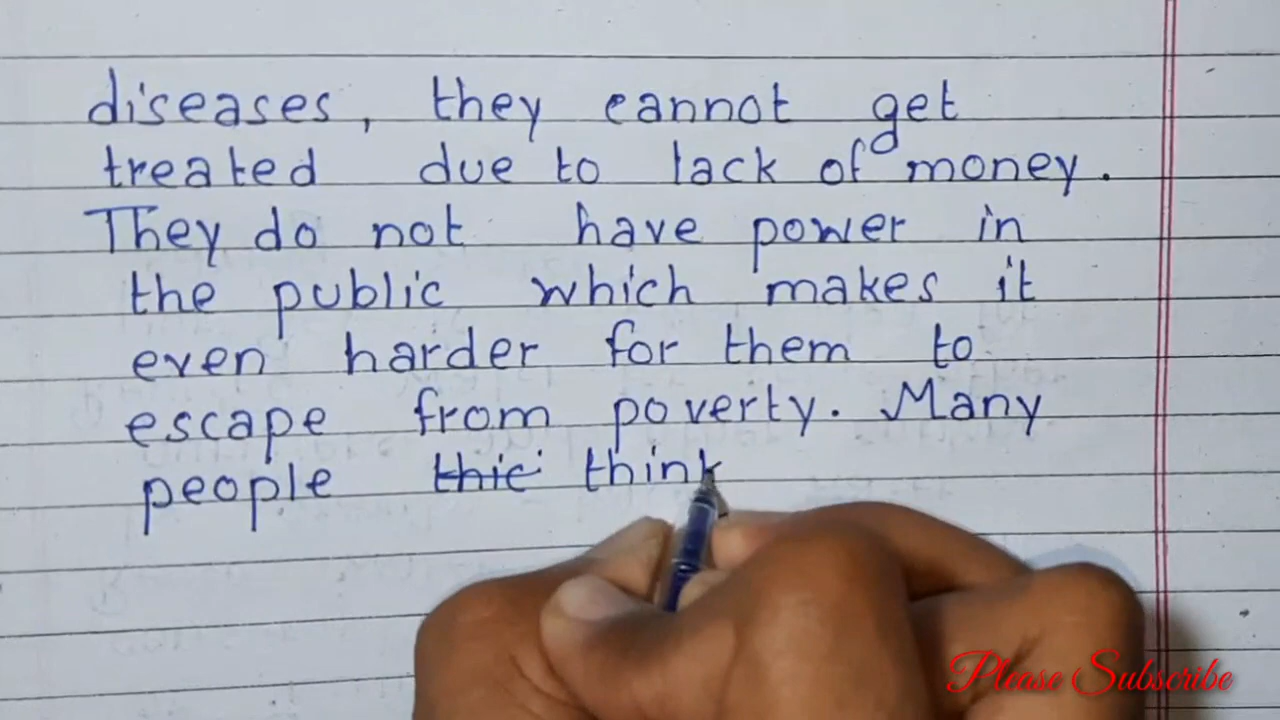 diseases, they cannot get
treated due to lack of money.
They do not have power in
the public which makes it
even harder for them to
escape from poverty. Many
people thic think
Please Subscribe